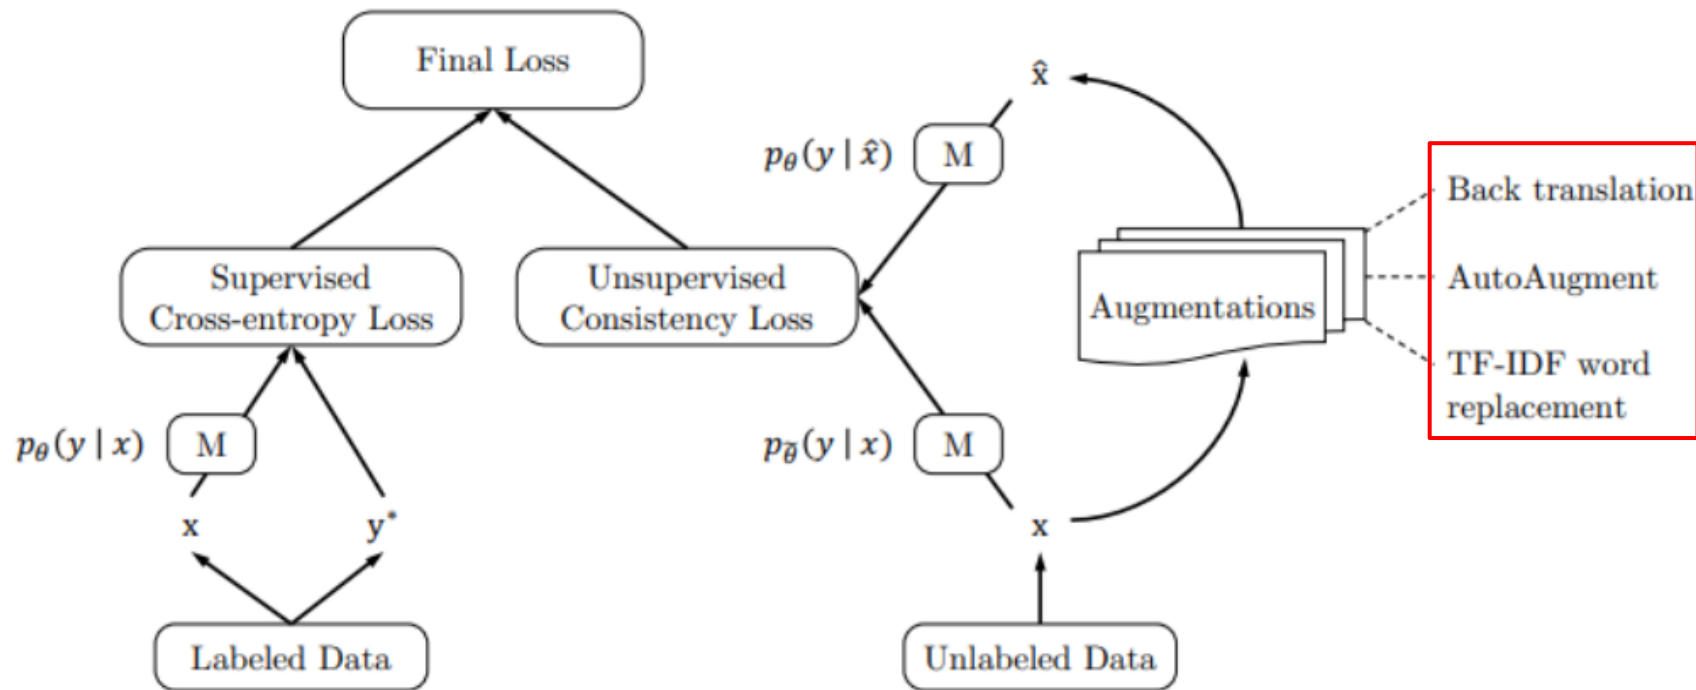 Final Loss
x̂
pθ(y | x̂)
M
Back translation
Supervised
Cross-entropy Loss
Unsupervised
Consistency Loss
Augmentations
AutoAugment
TF-IDF word
replacement
pθ(y | x)
M
pθ̃(y | x)
M
x
y*
x
Labeled Data
Unlabeled Data